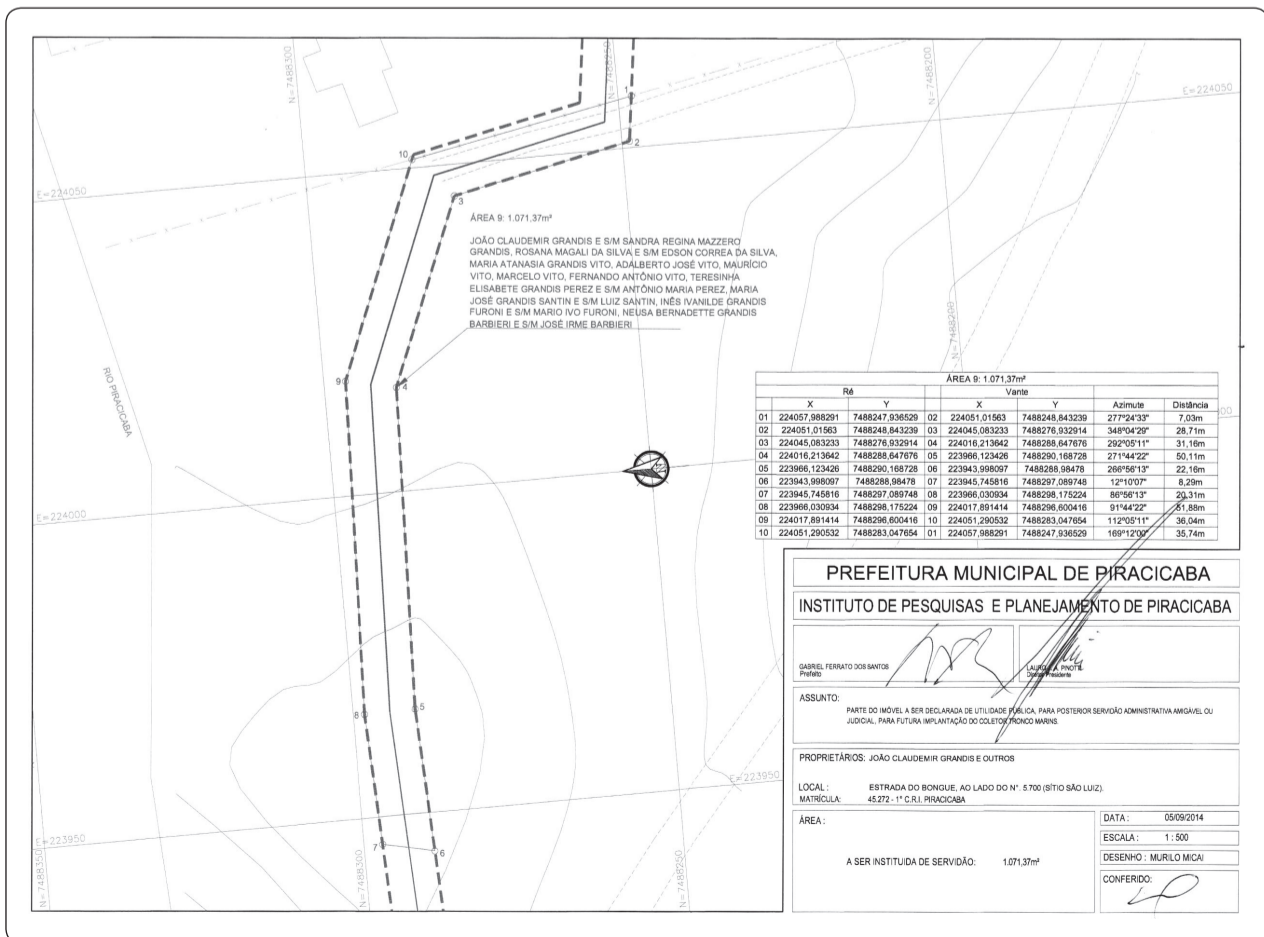 N=7488300
N=7488250
N=7488200
E=224050
1
2
10
3
E=224050
ÁREA 9: 1.071,37m²
JOÃO CLAUDEMIR GRANDIS E S/M SANDRA REGINA MAZZERO
GRANDIS, ROSANA MAGALI DA SILVA E S/M EDSON CORREA DA SILVA,
MARIA ATANASIA GRANDIS VITO, ADALBERTO JOSÉ VITO, MAURÍCIO
VITO, MARCELO VITO, FERNANDO ANTÔNIO VITO, TERESINHA
ELISABETE GRANDIS PEREZ E S/M ANTÔNIO MARIA PEREZ, MARIA
JOSÉ GRANDIS SANTIN E S/M LUIZ SANTIN, INÊS IVANILDE GRANDIS
FURONI E S/M MARIO IVO FURONI, NEUSA BERNADETTE GRANDIS
BARBIERI E S/M JOSÉ IRME BARBIERI
N=7488200
RIO PIRACICABA
9
4
ÁREA 9: 1.071,37m²
Ré Vante
X Y X Y Azimute Distância
01 224057,988291 7488247,936529 02 224051,01563 7488248,843239 277°24'33" 7,03m
02 224051,01563 7488248,843239 03 224045,083233 7488276,932914 348°04'29" 28,71m
03 224045,083233 7488276,932914 04 224016,213642 7488288,647676 292°05'11" 31,16m
04 224016,213642 7488288,647676 05 223966,123426 7488290,168728 271°44'22" 50,11m
05 223966,123426 7488290,168728 06 223943,998097 7488288,98478 266°56'13" 22,16m
06 223943,998097 7488288,98478 07 223945,745816 7488297,089748 12°10'07" 8,29m
07 223945,745816 7488297,089748 08 223966,030934 7488298,175224 86°56'13" 20,31m
08 223966,030934 7488298,175224 09 224017,891414 7488296,600416 91°44'22" 51,88m
09 224017,891414 7488296,600416 10 224051,290532 7488283,047654 112°05'11" 36,04m
10 224051,290532 7488283,047654 01 224057,988291 7488247,936529 169°12'00" 35,74m
00
E=224000
PREFEITURA MUNICIPAL DE PIRACICABA
INSTITUTO DE PESQUISAS E PLANEJAMENTO DE PIRACICABA
GABRIEL FERRATO DOS SANTOS
Prefeito
Diretor Presidente
ASSUNTO:
PARTE DO IMÓVEL A SER DECLARADA DE UTILIDADE PÚBLICA, PARA POSTERIOR SERVIDÃO ADMINISTRATIVA AMIGÁVEL OU
JUDICIAL, PARA FUTURA IMPLANTAÇÃO DO COLETOR TRONCO MARINS.
8
5
PROPRIETÁRIOS: JOÃO CLAUDEMIR GRANDIS E OUTROS
LOCAL : ESTRADA DO BONGUE, AO LADO DO N°. 5.700 (SÍTIO SÃO LUIZ).
MATRÍCULA: 45.272 - 1° C.R.I. PIRACICABA
E=223950
E=223950
7
6
ÁREA :
A SER INSTITUIDA DE SERVIDÃO: 1.071,37m²
DATA : 05/09/2014
ESCALA : 1 : 500
DESENHO : MURILO MICAI
CONFERIDO:
N=7488350
N=7488300
N=7488250